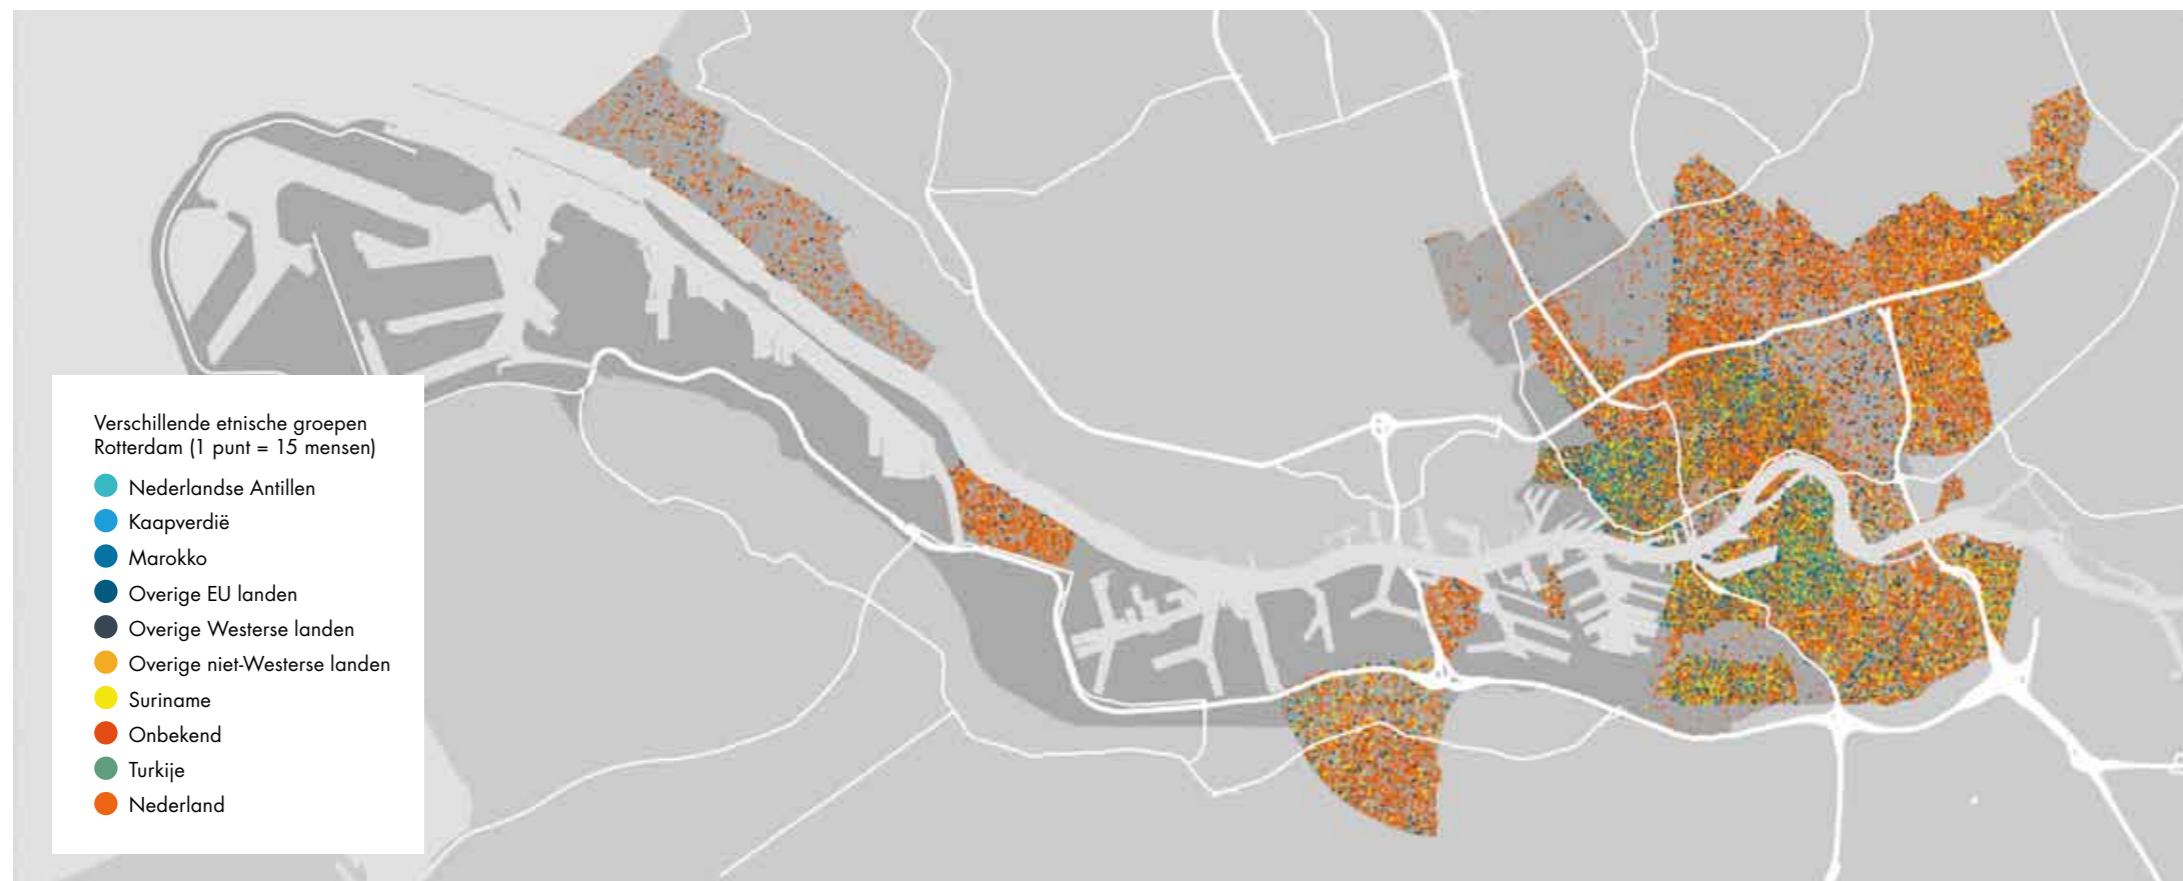 Verschillende etnische groepen
Rotterdam (1 punt = 15 mensen)
Nederlandse Antillen
Kaapverdië
Marokko
Overige EU landen
Overige Westerse landen
Overige niet-Westerse landen
Suriname
Onbekend
Turkije
Nederland